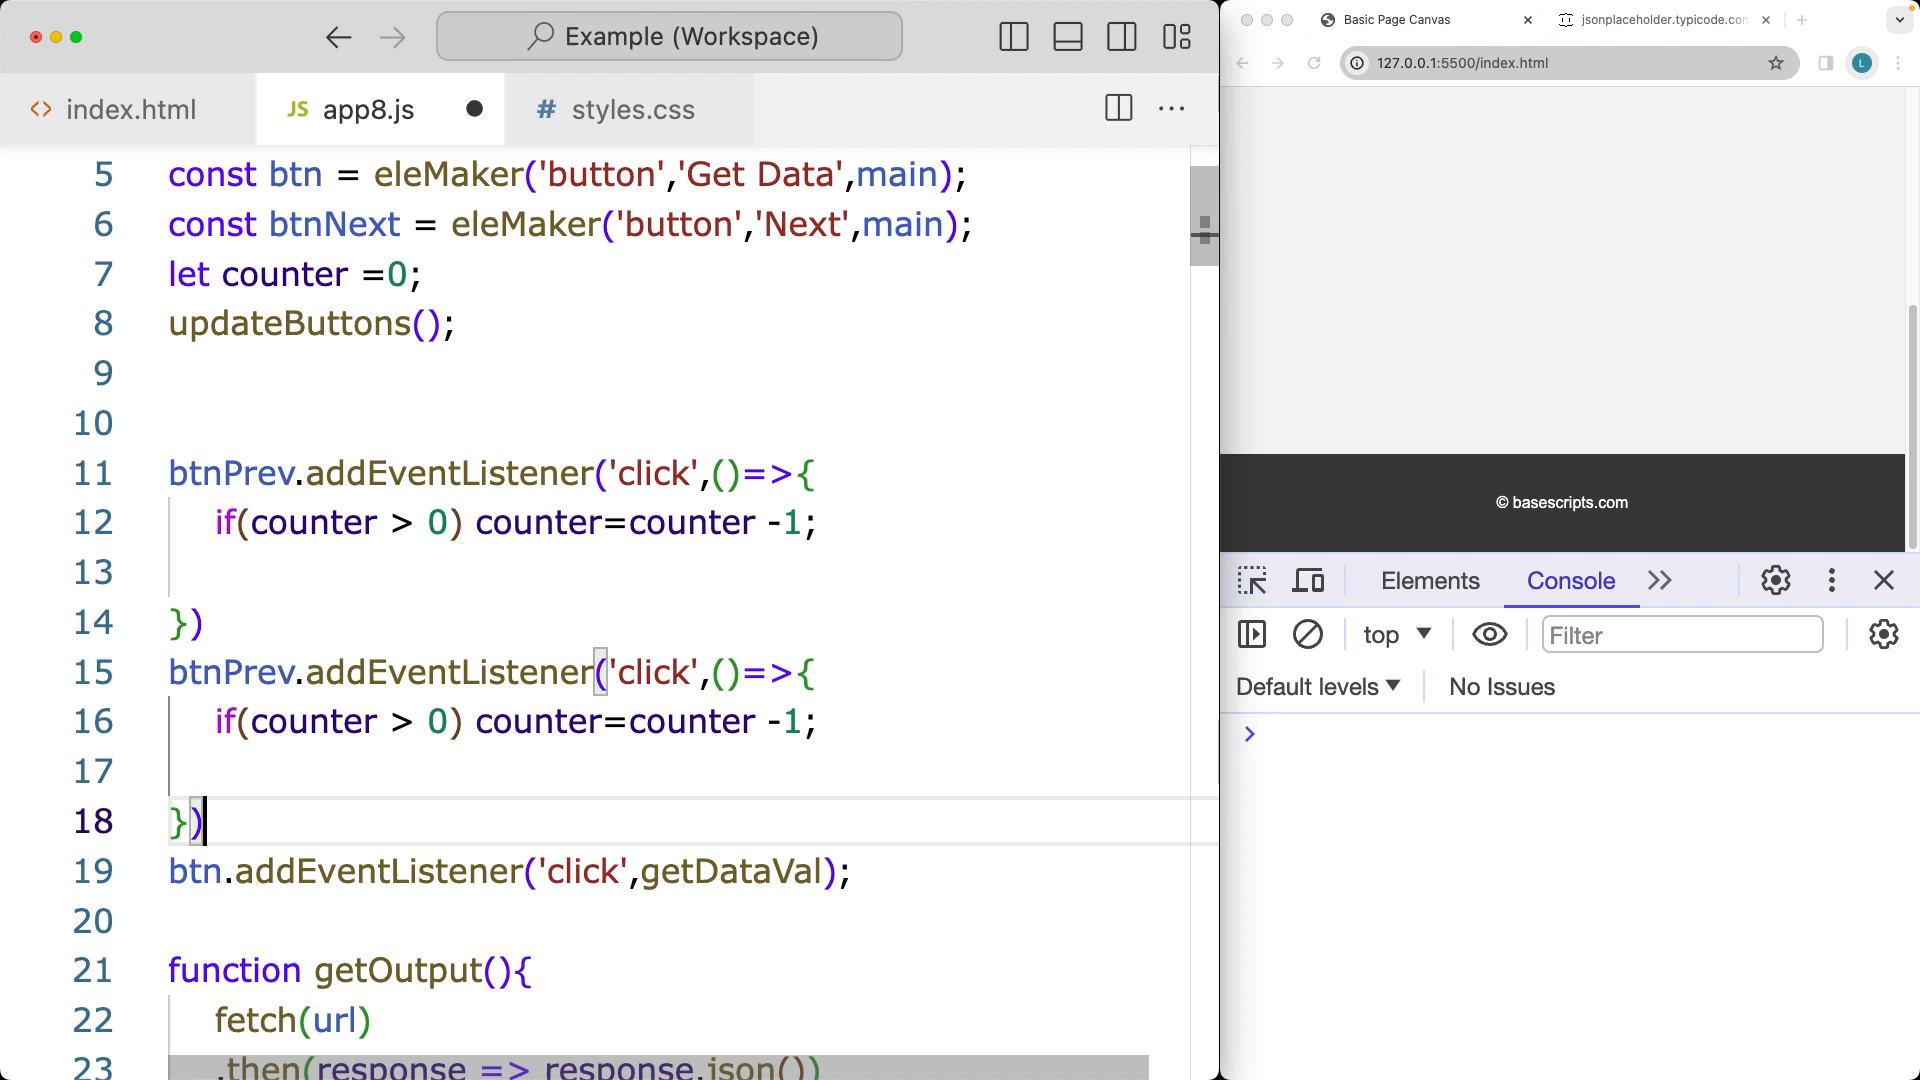 Example (Workspace)
index.html
JS app8.js
# styles.css
5 const btn = eleMaker('button','Get Data',main);
6 const btnNext = eleMaker('button','Next',main);
7 let counter =0;
8 updateButtons();
9
10
11 btnPrev.addEventListener('click',()=>{
12 if(counter > 0) counter=counter -1;
13
14 })
15 btnPrev.addEventListener('click',()=>{
16 if(counter > 0) counter=counter -1;
17
18 })
19 btn.addEventListener('click',getDataVal);
20
21 function getOutput(){
22 fetch(url)
23 .then(response => response.json())
Basic Page Canvas
jsonplaceholder.typicode.com
127.0.0.1:5500/index.html
L
© basescripts.com
Elements
Console
top
Filter
Default levels
No Issues